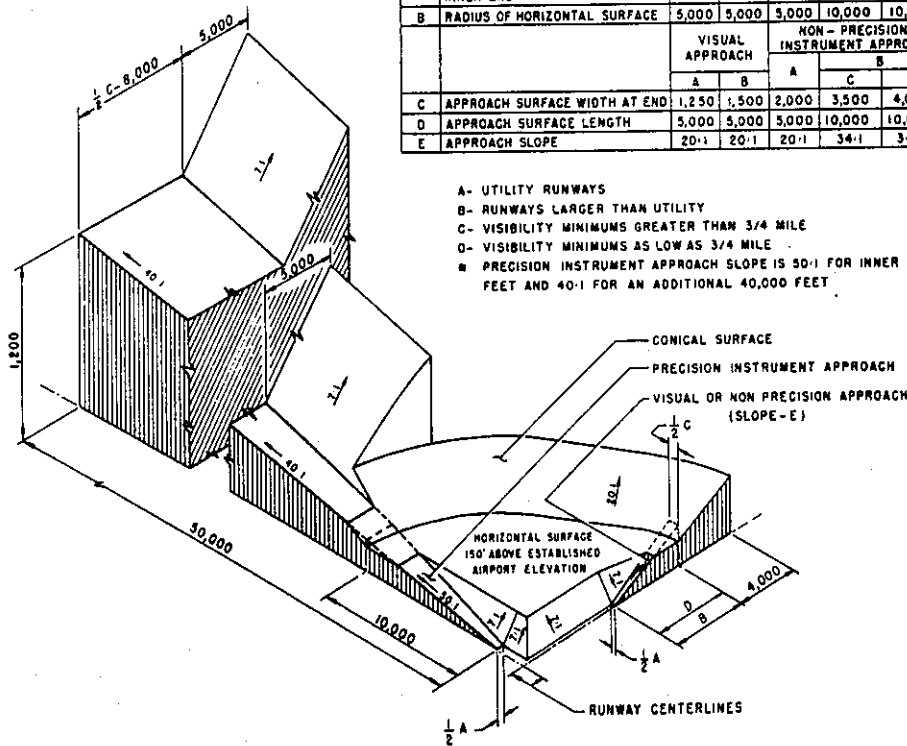 B RADIUS OF HORIZONTAL SURFACE 5,000 5,000 5,000 10,000 10,
VISUAL APPROACH
NON-PRECISION INSTRUMENT APPRO
A B A B
C
C APPROACH SURFACE WIDTH AT END 1,250 1,500 2,000 3,500
D APPROACH SURFACE LENGTH 5,000 5,000 5,000 10,000 10,
E APPROACH SLOPE 20:1 20:1 20:1 34:1
A- UTILITY RUNWAYS
B- RUNWAYS LARGER THAN UTILITY
C- VISIBILITY MINIMUMS GREATER THAN 3/4 MILE
D- VISIBILITY MINIMUMS AS LOW AS 3/4 MILE
* PRECISION INSTRUMENT APPROACH SLOPE IS 50:1 FOR INNER
FEET AND 40:1 FOR AN ADDITIONAL 40,000 FEET
5,000
1/2 C-8,000
7:1
40:1
5,000
1,200
7:1
40:1
CONICAL SURFACE
PRECISION INSTRUMENT APPROACH
VISUAL OR NON PRECISION APPROACH
(SLOPE-E)
1/2 C
20:1
HORIZONTAL SURFACE
150' ABOVE ESTABLISHED
AIRPORT ELEVATION
50,000
50:1
10,000
7:1
7:1
7:1
7:1
4,000
D
B
1/2 A
RUNWAY CENTERLINES
1/2 A